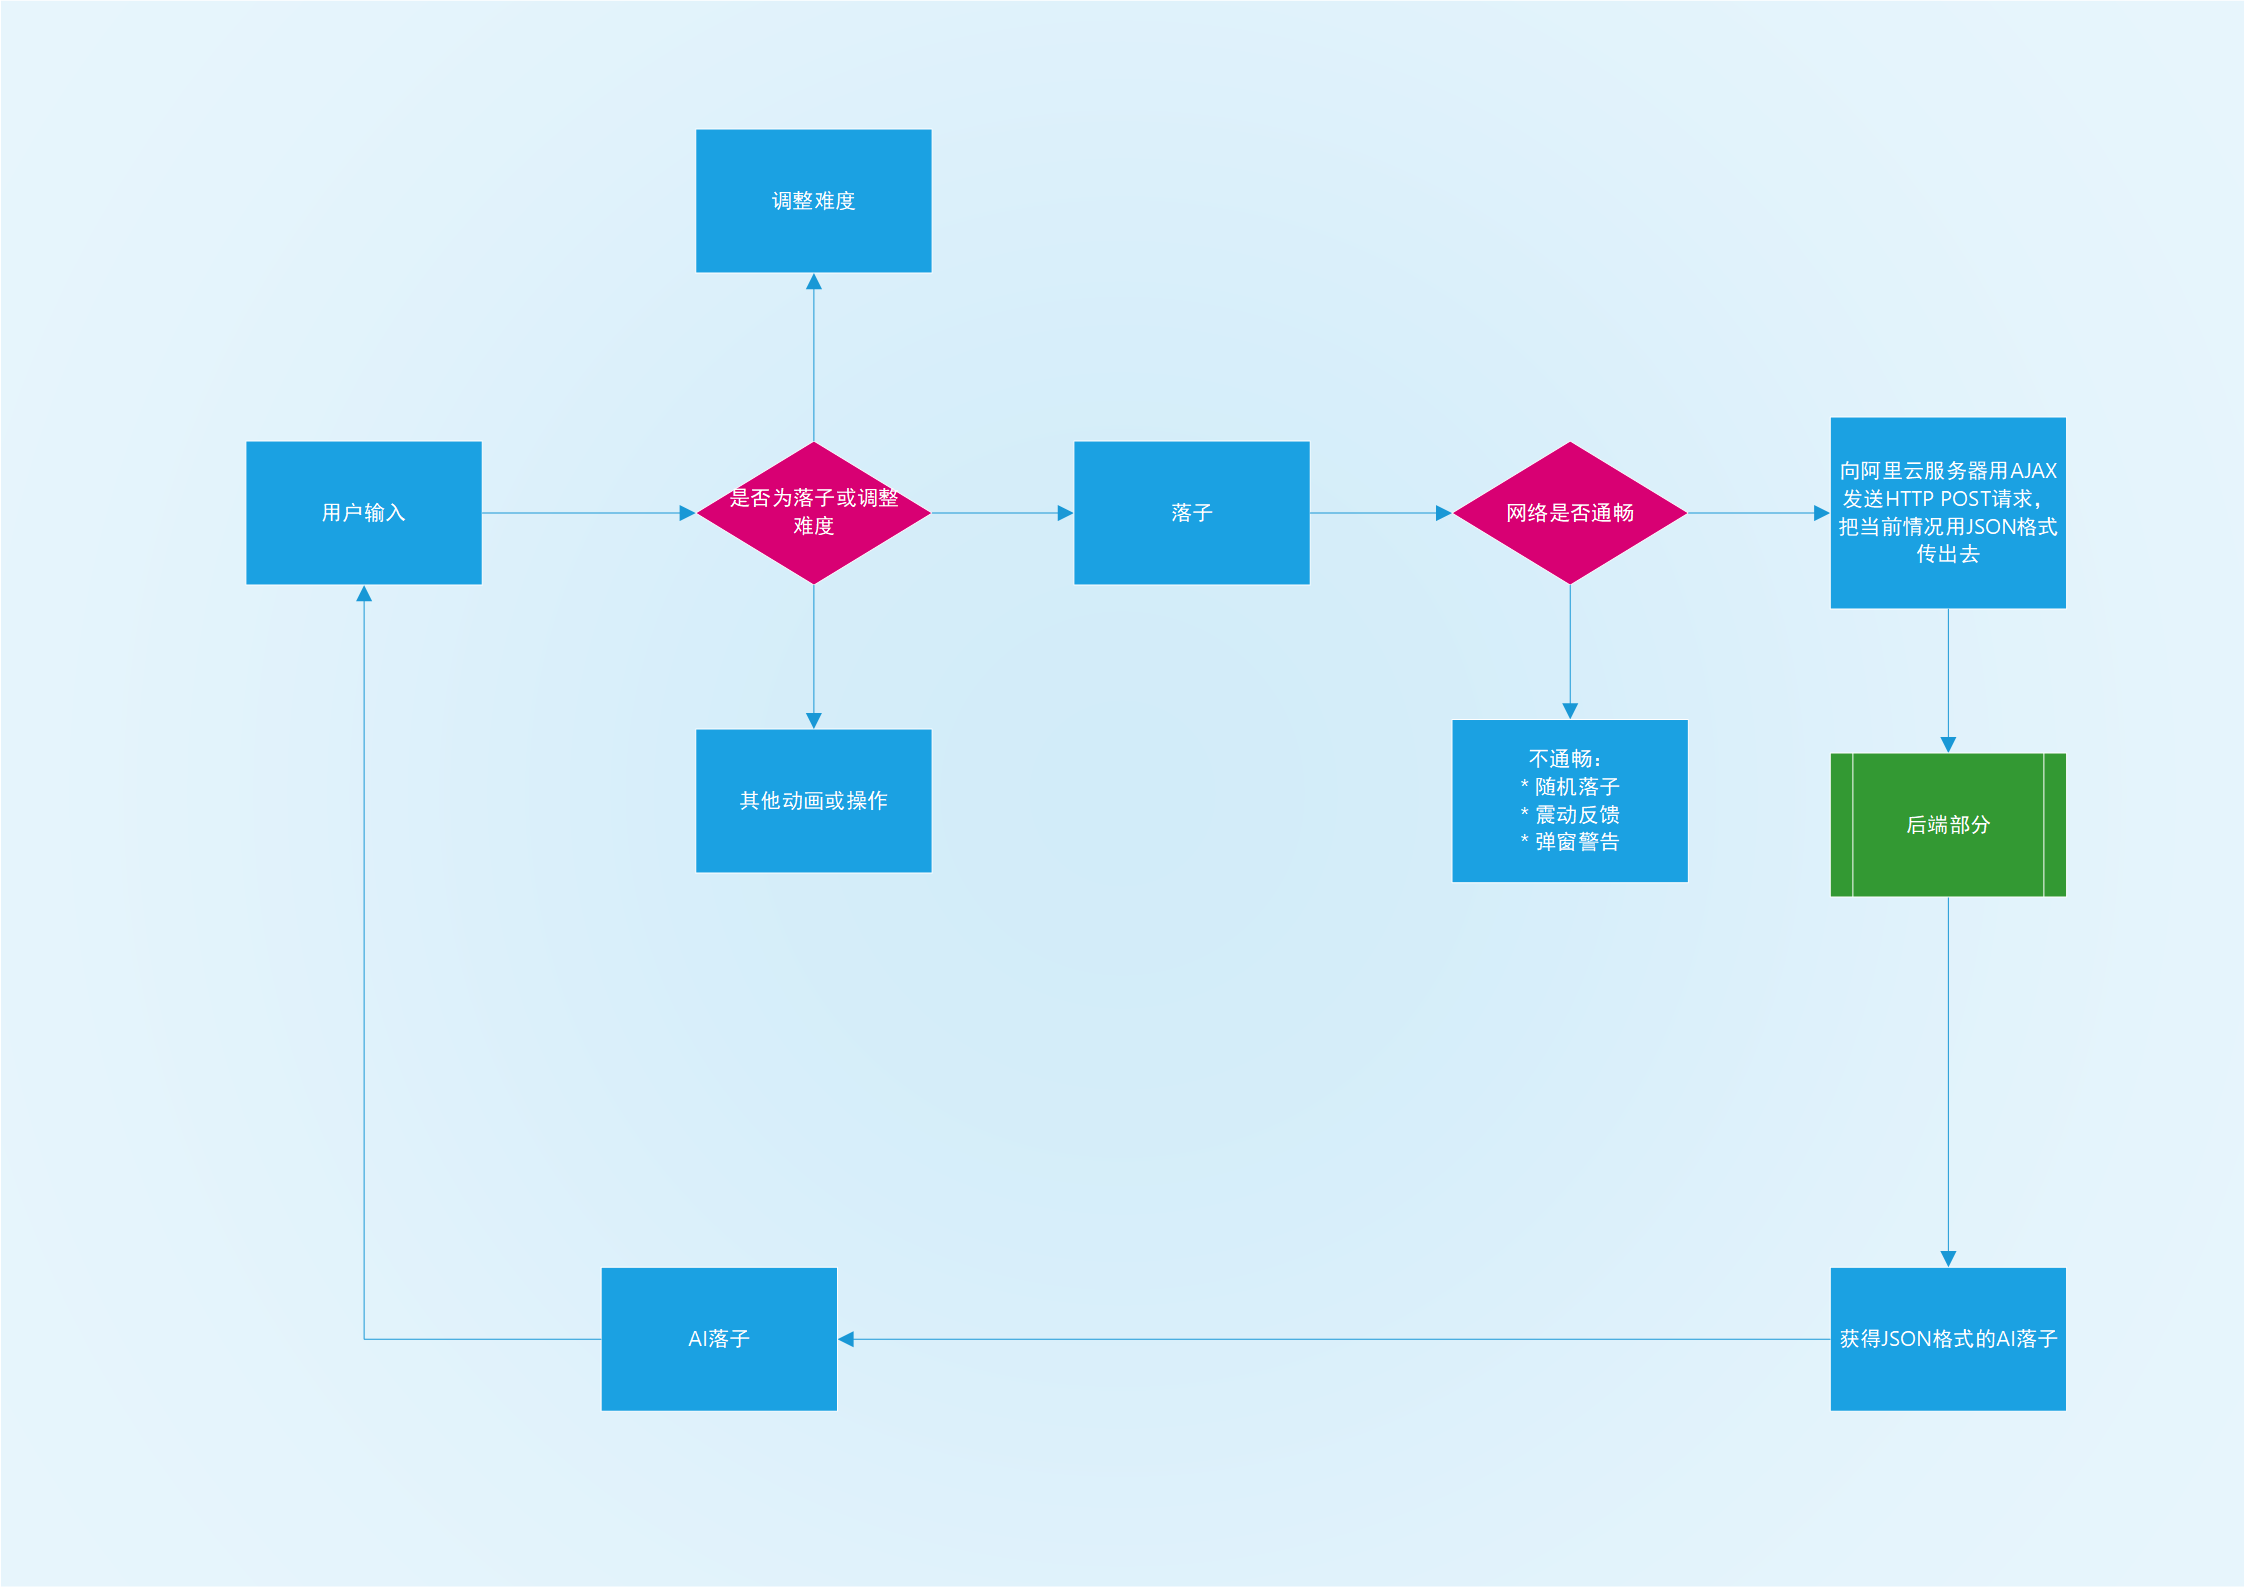 调整难度
用户输入
是否为落子或调整
难度
落子
网络是否通畅
向阿里云服务器用AJAX
发送HTTP POST请求，
把当前情况用JSON格式
传出去
其他动画或操作
不通畅：
* 随机落子
* 震动反馈
* 弹窗警告
后端部分
AI落子
获得JSON格式的AI落子